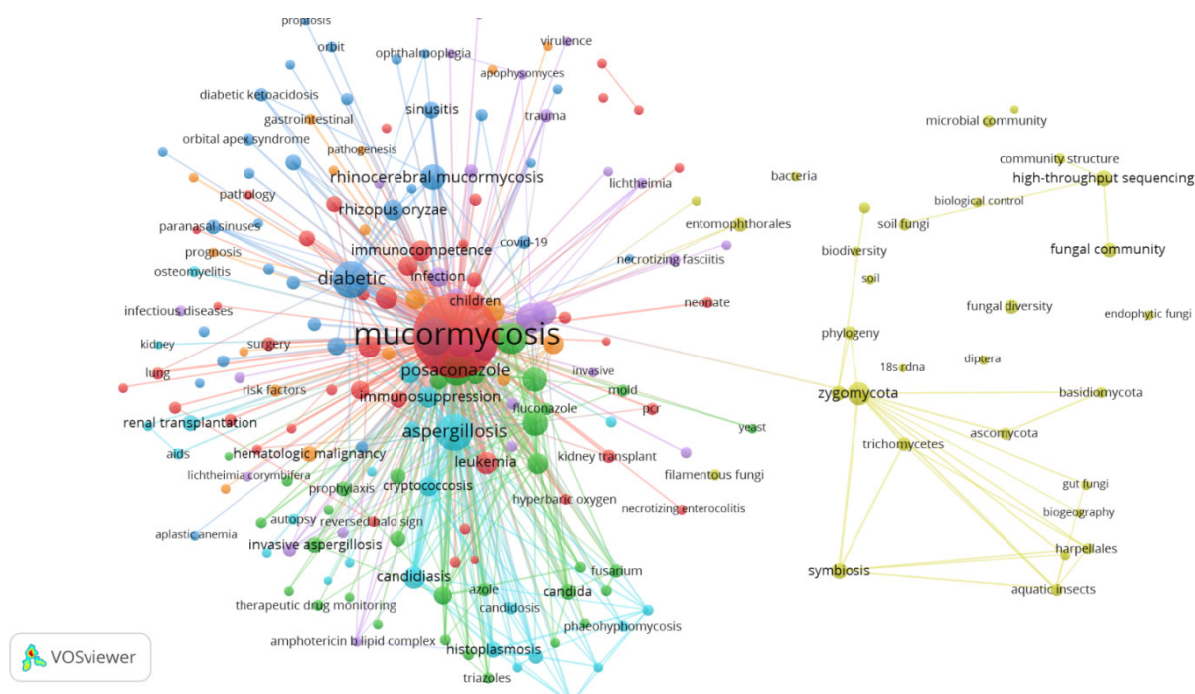 proptosis
orbit
ophthalmoplegia
virulence
apophysomyces
diabetic ketoacidosis
sinusitis
trauma
gastrointestinal
orbital apex syndrome
pathogenesis
rhinocerebral mucormycosis
lichtheimia
pathology
rhizopus oryzae
paranasal sinuses
entomophthorales
prognosis
immunocompetence
covid-19
osteomyelitis
diabetic
infection
necrotizing fasciitis
children
neonate
infectious diseases
mucormycosis
kidney
surgery
lung
posaconazole
invasive
risk factors
immunosuppression
mold
fluconazole
pcr
renal transplantation
aspergillosis
yeast
aids
hematologic malignancy
leukemia
kidney transplant
lichtheimia corymbifera
cryptococcosis
filamentous fungi
prophylaxis
hyperbaric oxygen
necrotizing enterocolitis
autopsy
reversed halo sign
aplastic anemia
invasive aspergillosis
candidiasis
fusarium
azole
candida
therapeutic drug monitoring
candidosis
phaeohyphomycosis
amphotericin b lipid complex
histoplasmosis
triazoles
microbial community
community structure
bacteria
high-throughput sequencing
biological control
soil fungi
biodiversity
fungal community
soil
fungal diversity
endophytic fungi
phylogeny
18s rdna
diptera
zygomycota
basidiomycota
ascomycota
trichomycetes
gut fungi
biogeography
harpellales
symbiosis
aquatic insects
VOSviewer